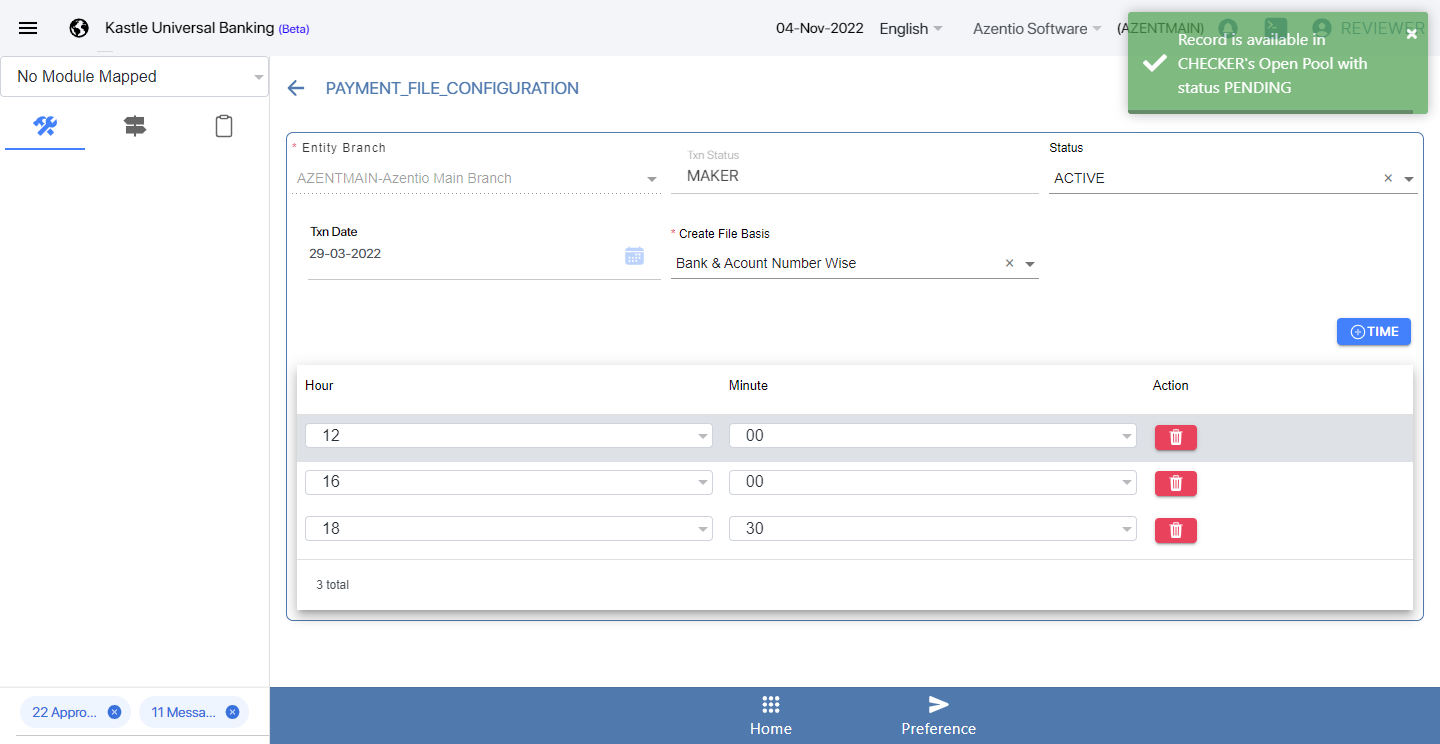 Kastle Universal Banking (Beta)
04-Nov-2022
English
Azentio Software
(AZENTMAIN)
REVIEWER
Record is available in
CHECKER's Open Pool with
status PENDING
No Module Mapped
PAYMENT_FILE_CONFIGURATION
* Entity Branch
AZENTMAIN-Azentio Main Branch
Txn Status
MAKER
Status
ACTIVE
Txn Date
29-03-2022
* Create File Basis
Bank & Acount Number Wise
TIME
Hour Minute Action
12 00
16 00
18 30
3 total
22 Appro...
11 Messa...
Home
Preference